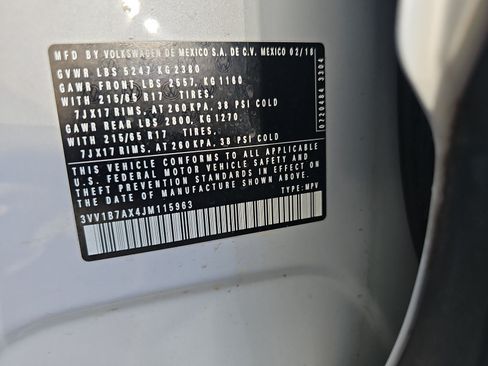 MFD BY VOLKSWAGEN DE MEXICO S.A. DE C.V. MEXICO 02/18
GVWR LBS 5247 KG 2380
GAWR FRONT LBS 2557, KG 1160
WITH 215/65 R17 TIRES,
7JX17 RIMS, AT 260 KPA, 38 PSI COLD
GAWR REAR LBS 2800, KG 1270,
WITH 215/65 R17 TIRES,
7JX17 RIMS, AT 260 KPA, 38 PSI COLD
THIS VEHICLE CONFORMS TO ALL APPLICABLE
U.S. FEDERAL MOTOR VEHICLE SAFETY AND
THEFT PREVENTION STANDARDS IN EFFECT ON
THE DATE OF MANUFACTURE SHOWN ABOVE.
TYPE: MPV
3VV1B7AX4JM115963
0720484 3304